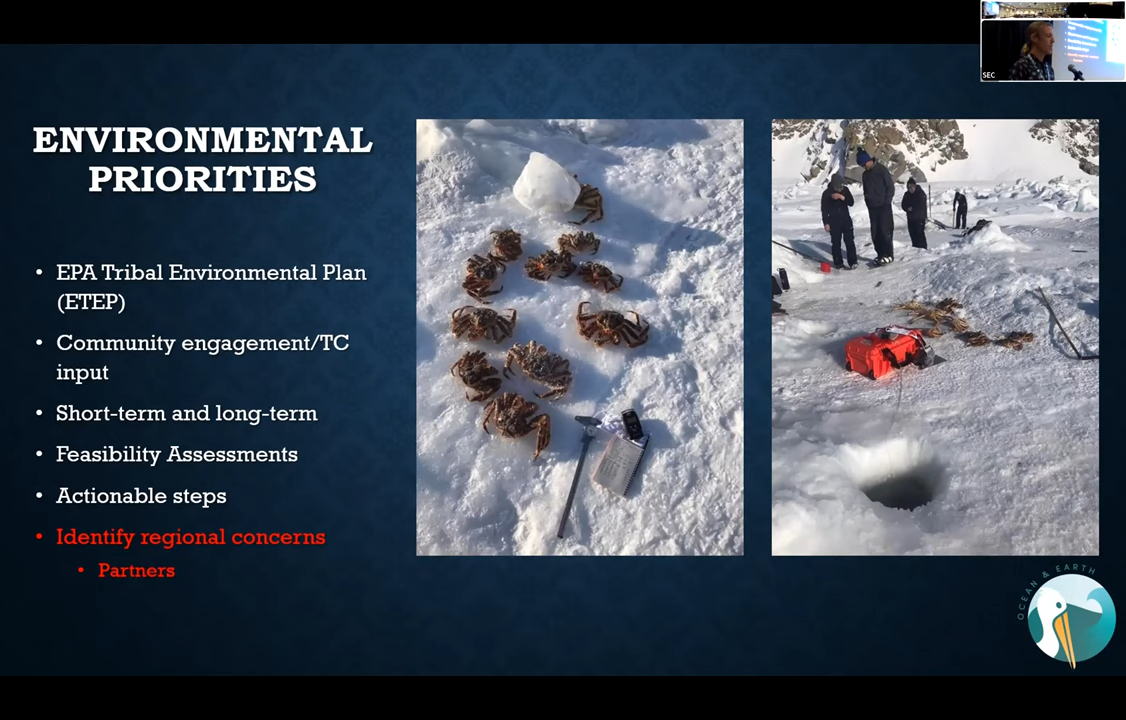 SEC
ENVIRONMENTAL
PRIORITIES
• EPA Tribal Environmental Plan
(ETEP)
• Community engagement/TC
input
• Short-term and long-term
• Feasibility Assessments
• Actionable steps
• Identify regional concerns
• Partners
OCEAN & EARTH